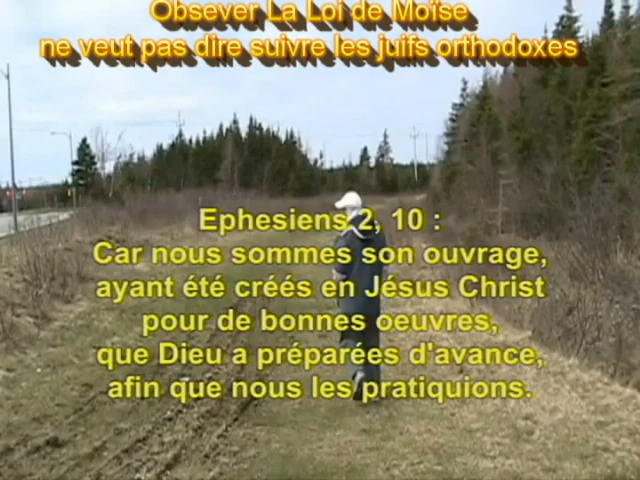 Obsever La Loi de Moïse
ne veut pas dire suivre les juifs orthodoxes
Ephesiens 2, 10 :
Car nous sommes son ouvrage,
ayant été créés en Jésus Christ
pour de bonnes oeuvres,
que Dieu a préparées d'avance,
afin que nous les pratiquions.